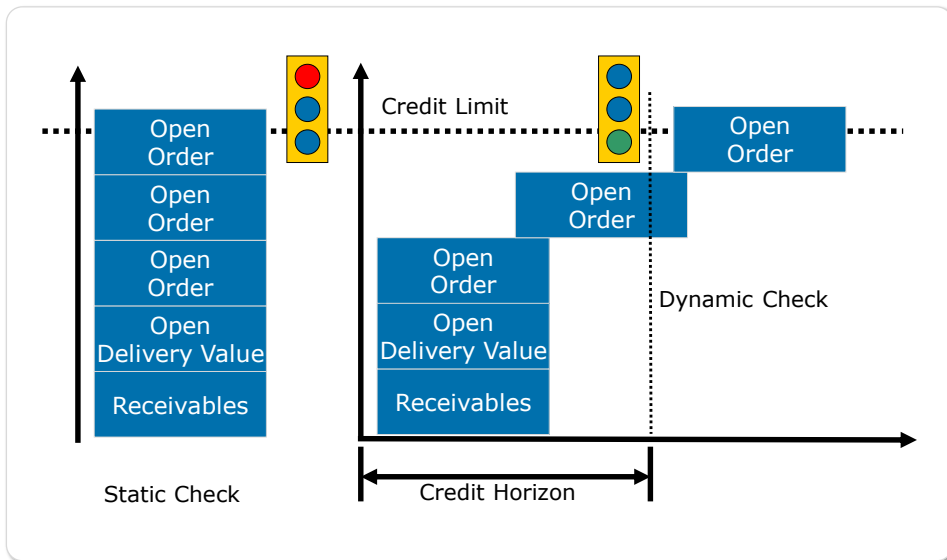 Credit Limit
Open
Order
Open
Order
Open
Order
Open
Delivery Value
Receivables
Static Check
Open
Order
Open
Order
Open
Order
Open
Delivery Value
Receivables
Dynamic Check
Credit Horizon